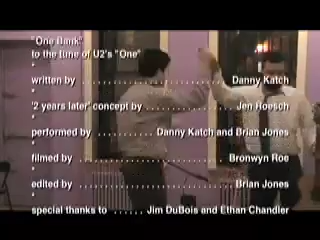 "One Bank"
to the tune of U2's "One"
*
written by . . . . . . . . . . . . . . . . . . . . . . Danny Katch
*
'2 years later' concept by . . . . . . . . . . . . . Jen Hoesch
*
performed by . . . . . . . . . . . Danny Katch and Brian Jones
*
filmed by . . . . . . . . . . . . . . . . . . . . . . Bronwyn Roe
*
edited by . . . . . . . . . . . . . . . . . . . . . . . Brian Jones
*
special thanks to . . . . . . Jim DuBois and Ethan Chandler